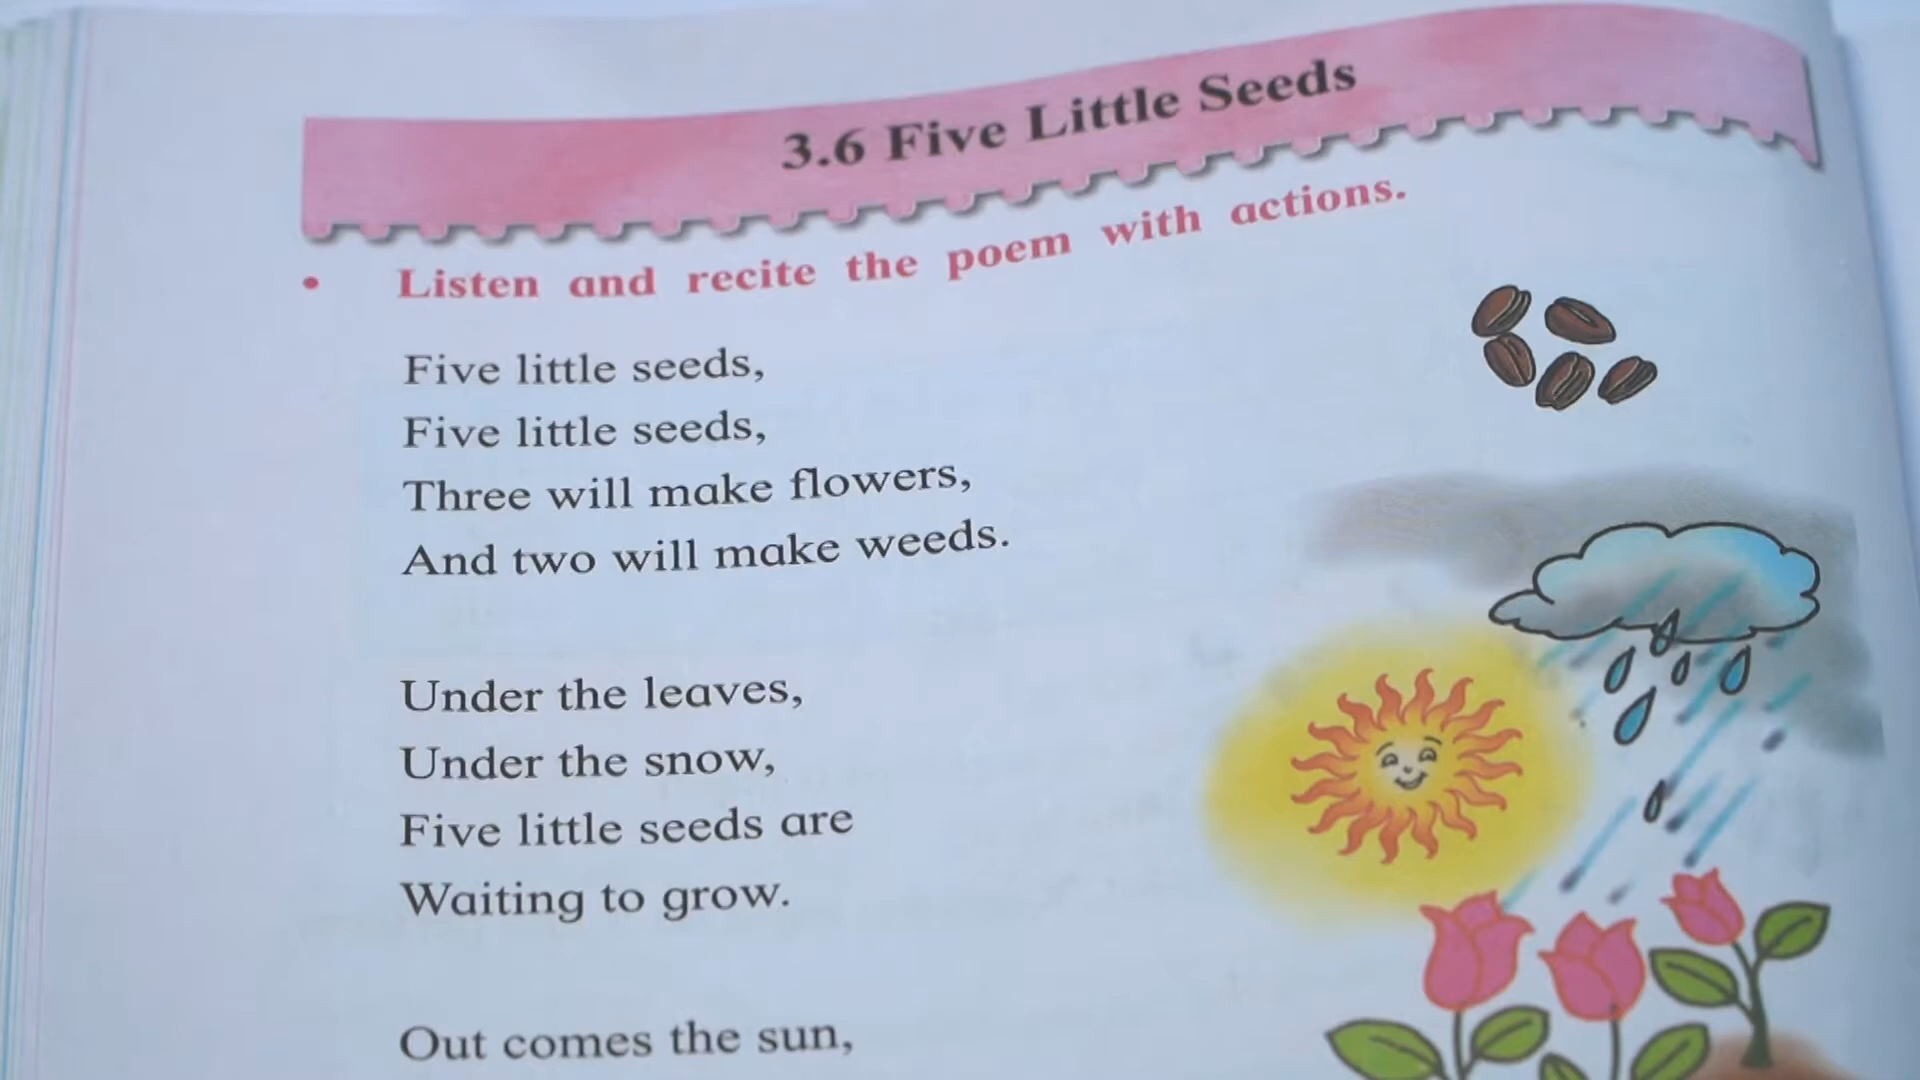 3.6 Five Little Seeds
• Listen and recite the poem with actions.
Five little seeds,
Five little seeds,
Three will make flowers,
And two will make weeds.
Under the leaves,
Under the snow,
Five little seeds are
Waiting to grow.
Out comes the sun,